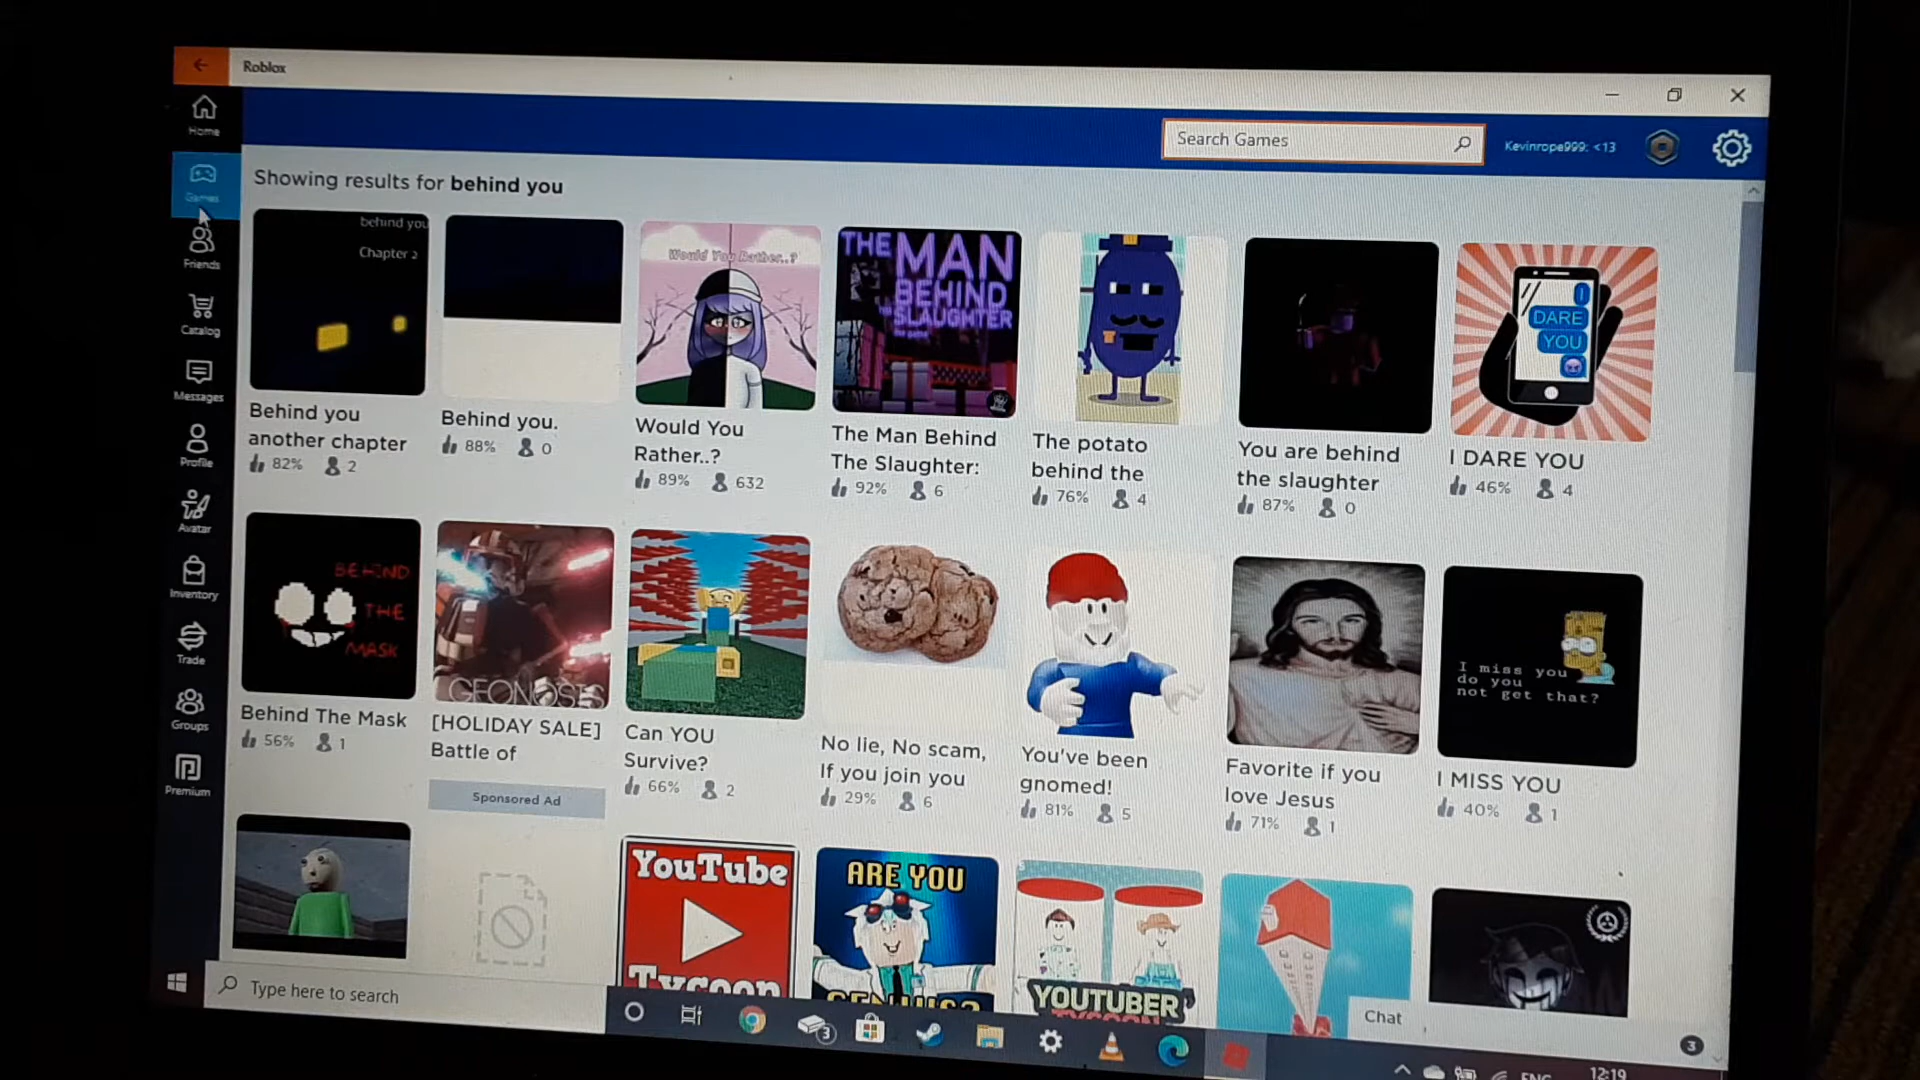 Roblox
Home
Search Games
Kevinrope999: <13
Games
Showing results for behind you
behind you
Chapter 2
Would You Rather..?
THE MAN
BEHIND
THE
SLAUGHTER
I
DARE
YOU
Behind you
another chapter
82% 2
Behind you.
88% 0
Would You
Rather..?
89% 632
The Man Behind
The Slaughter:
92% 6
The potato
behind the
76% 4
You are behind
the slaughter
87% 0
I DARE YOU
46% 4
Friends
Catalog
Messages
Profile
Avatar
Inventory
Trade
Groups
Premium
BEHIND
THE
MASK
GEONOSIS
I miss you
do you
not get that?
Behind The Mask
56% 1
[HOLIDAY SALE]
Battle of
Sponsored Ad
Can YOU
Survive?
66% 2
No lie, No scam,
If you join you
29% 6
You've been
gnomed!
81% 5
Favorite if you
love Jesus
71% 1
I MISS YOU
40% 1
YouTube
Tycoon
ARE YOU
YOUTUBER
Chat
3
Type here to search
3
ENG
12:19